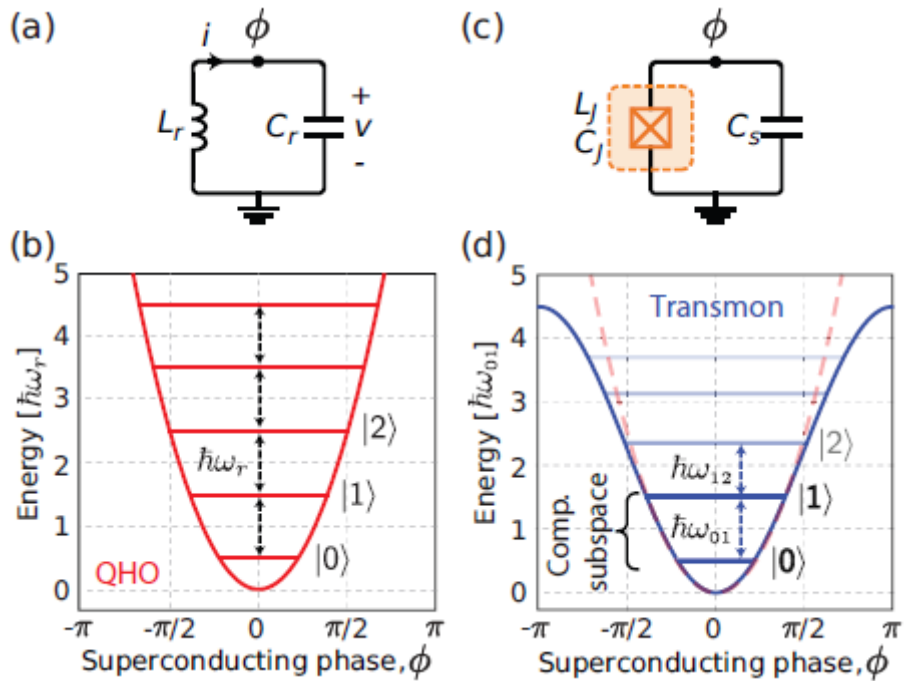 (a)
ϕ
i
L_r
C_r
+
v
-
(c)
ϕ
L_J
C_J
C_s
(b)
5
4
3
2
1
0
Energy [ℏω_r]
|2⟩
ℏω_r
|1⟩
|0⟩
QHO
-π
-π/2
0
π/2
π
Superconducting phase, ϕ
(d)
5
4
3
2
1
0
Energy [ℏω_01]
Transmon
|2⟩
ℏω_12
|1⟩
Comp.
subspace
ℏω_01
|0⟩
-π
-π/2
0
π/2
π
Superconducting phase, ϕ